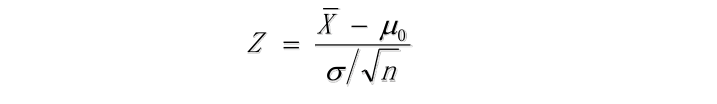 Z = (X̄ − μ₀) / (σ/√n)